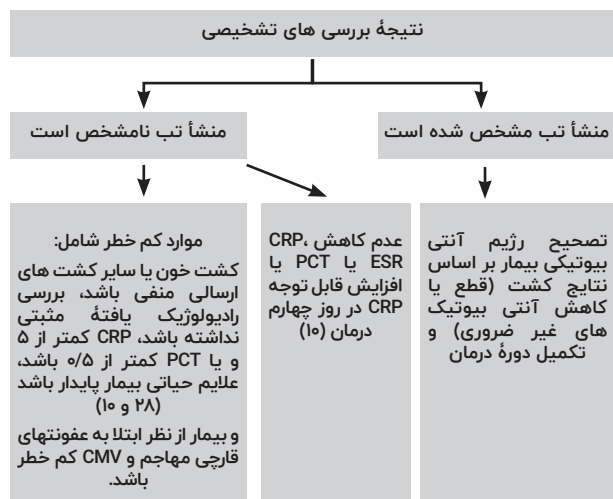 نتیجهٔ بررسی های تشخیصی
منشأ تب مشخص شده است
منشأ تب نامشخص است
تصحیح رژیم آنتی
بیوتیکی بیمار بر اساس
نتایج کشت (قطع یا
کاهش آنتی بیوتیک
های غیر ضروری) و
تکمیل دورهٔ درمان
عدم کاهش CRP،
ESR یا PCT یا
افزایش قابل توجه
CRP در روز چهارم
درمان (۱۰)
موارد کم خطر شامل:
کشت خون یا سایر کشت های
ارسالی منفی باشد، بررسی
رادیولوژیک یافتهٔ مثبتی
نداشته باشد، CRP کمتر از ۵
و یا PCT کمتر از ۰/۵ باشد،
علایم حیاتی بیمار پایدار باشد
(۲۸ و ۱۰)
و بیمار از نظر ابتلا به عفونتهای
قارچی مهاجم و CMV کم خطر
باشد.